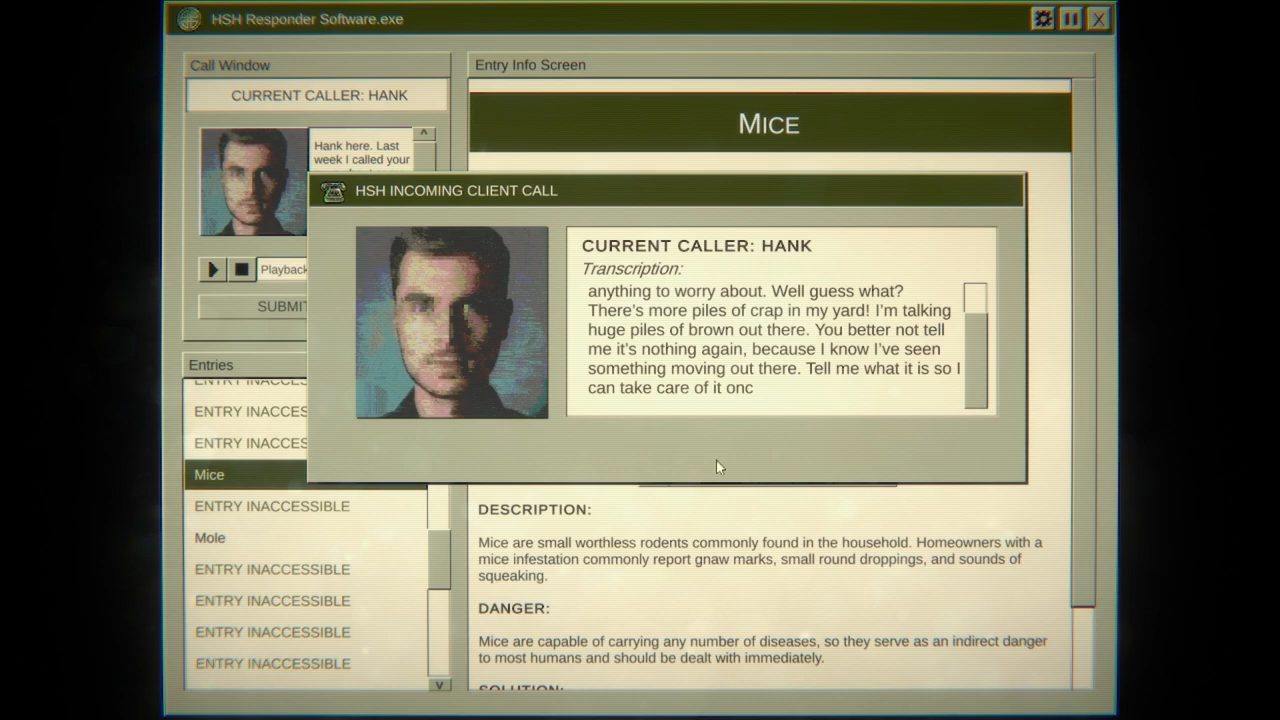 HSH Responder Software.exe
X
Call Window
CURRENT CALLER: HANK
Hank here. Last
week I called your
Playback
SUBMIT
Entries
ENTRY INACCES
ENTRY INACCES
ENTRY INACCES
Mice
ENTRY INACCESSIBLE
Mole
ENTRY INACCESSIBLE
ENTRY INACCESSIBLE
ENTRY INACCESSIBLE
ENTRY INACCESSIBLE
Entry Info Screen
MICE
HSH INCOMING CLIENT CALL
CURRENT CALLER: HANK
Transcription:
anything to worry about. Well guess what?
There's more piles of crap in my yard! I'm talking
huge piles of brown out there. You better not tell
me it's nothing again, because I know I've seen
something moving out there. Tell me what it is so I
can take care of it onc
DESCRIPTION:
Mice are small worthless rodents commonly found in the household. Homeowners with a
mice infestation commonly report gnaw marks, small round droppings, and sounds of
squeaking.
DANGER:
Mice are capable of carrying any number of diseases, so they serve as an indirect danger
to most humans and should be dealt with immediately.
SOLUTION: